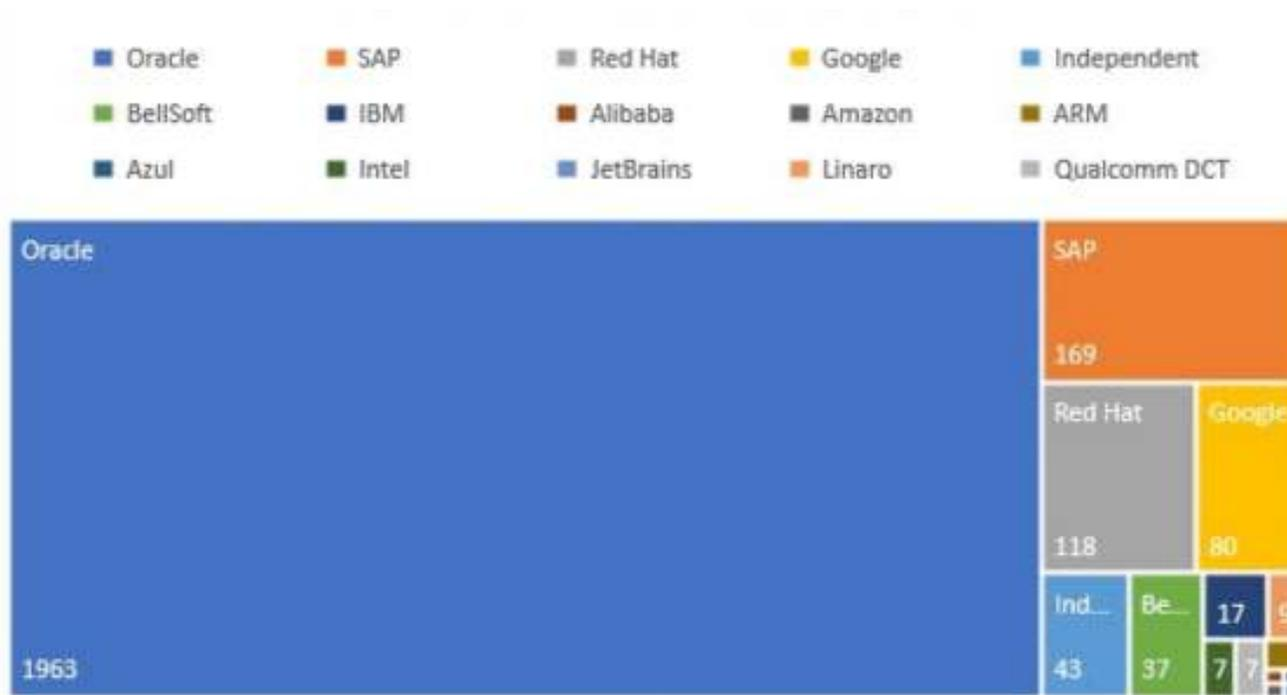 Oracle SAP Red Hat Google Independent
BellSoft IBM Alibaba Amazon ARM
Azul Intel JetBrains Linaro Qualcomm DCT
Oracle
1963
SAP
169
Red Hat
118
Google
80
Ind...
43
Be...
37
17
9
7
7